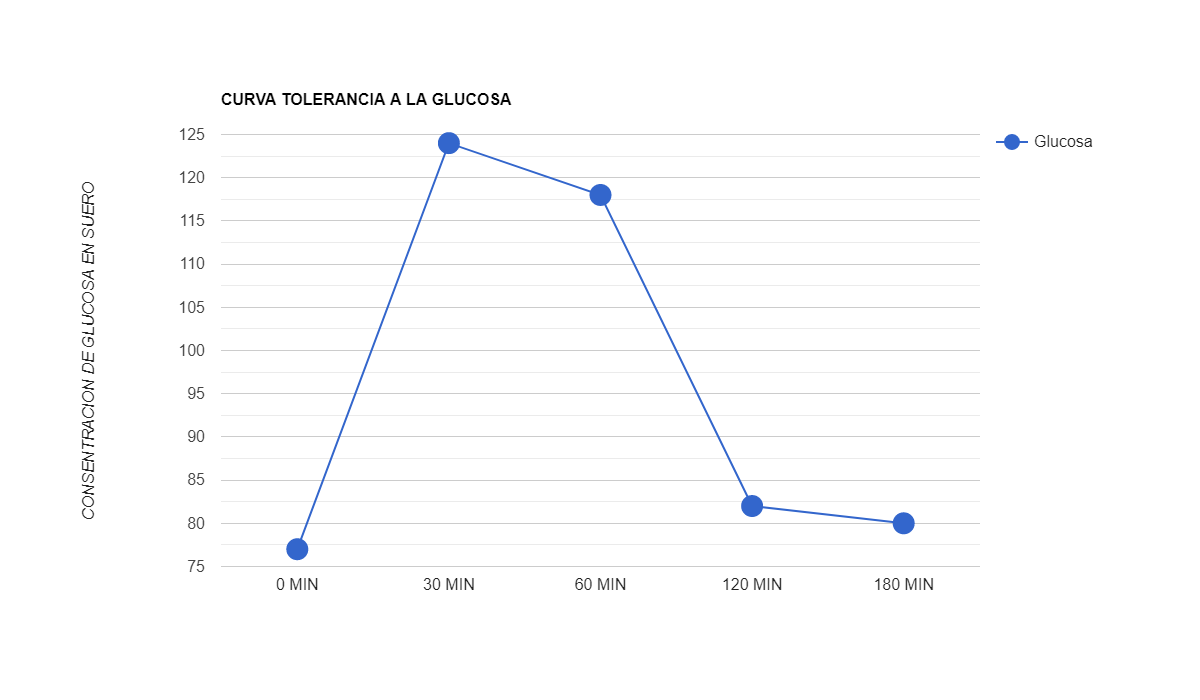 CURVA TOLERANCIA A LA GLUCOSA
Glucosa
CONSENTRACION DE GLUCOSA EN SUERO
125
120
115
110
105
100
95
90
85
80
75
0 MIN 30 MIN 60 MIN 120 MIN 180 MIN